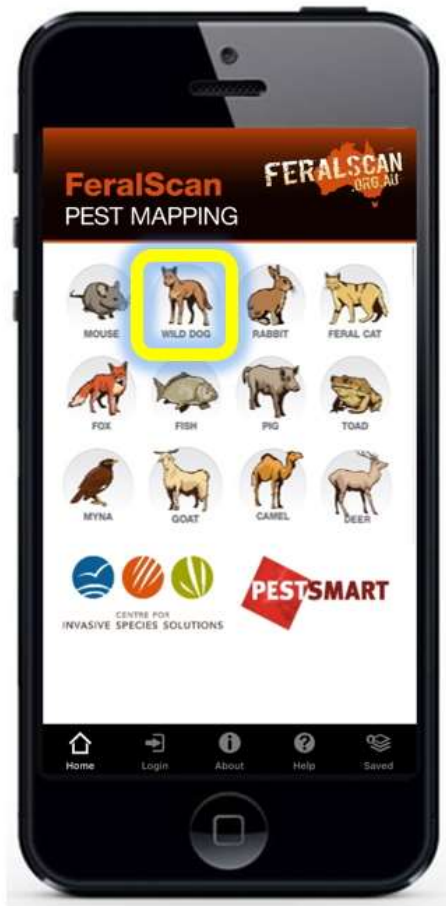 FeralScan
PEST MAPPING
FERALSCAN
.ORG.AU
MOUSE
WILD DOG
RABBIT
FERAL CAT
FOX
FISH
PIG
TOAD
MYNA
GOAT
CAMEL
DEER
CENTRE FOR
INVASIVE SPECIES SOLUTIONS
PESTSMART
Home
Login
About
Help
Saved